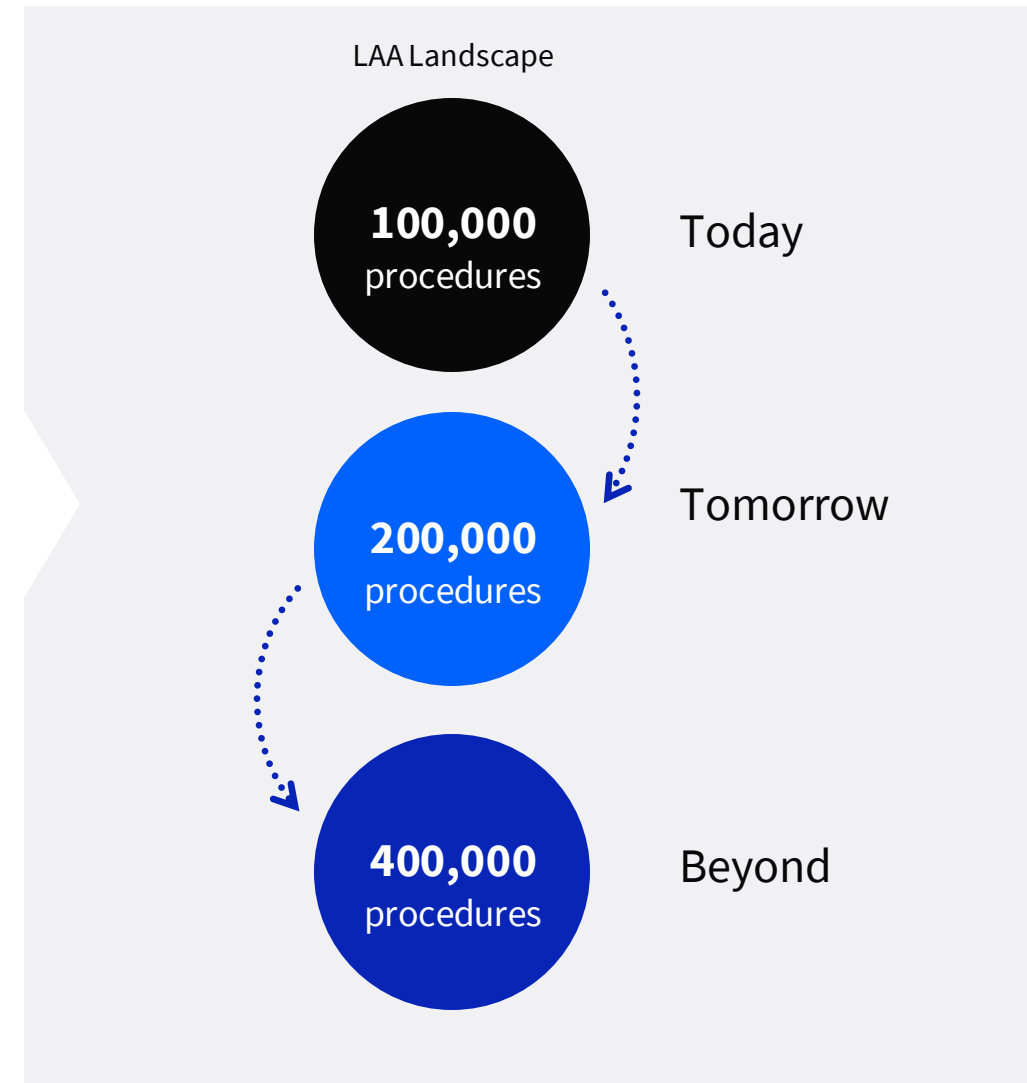 LAA Landscape
100,000
procedures
Today
200,000
procedures
Tomorrow
400,000
procedures
Beyond